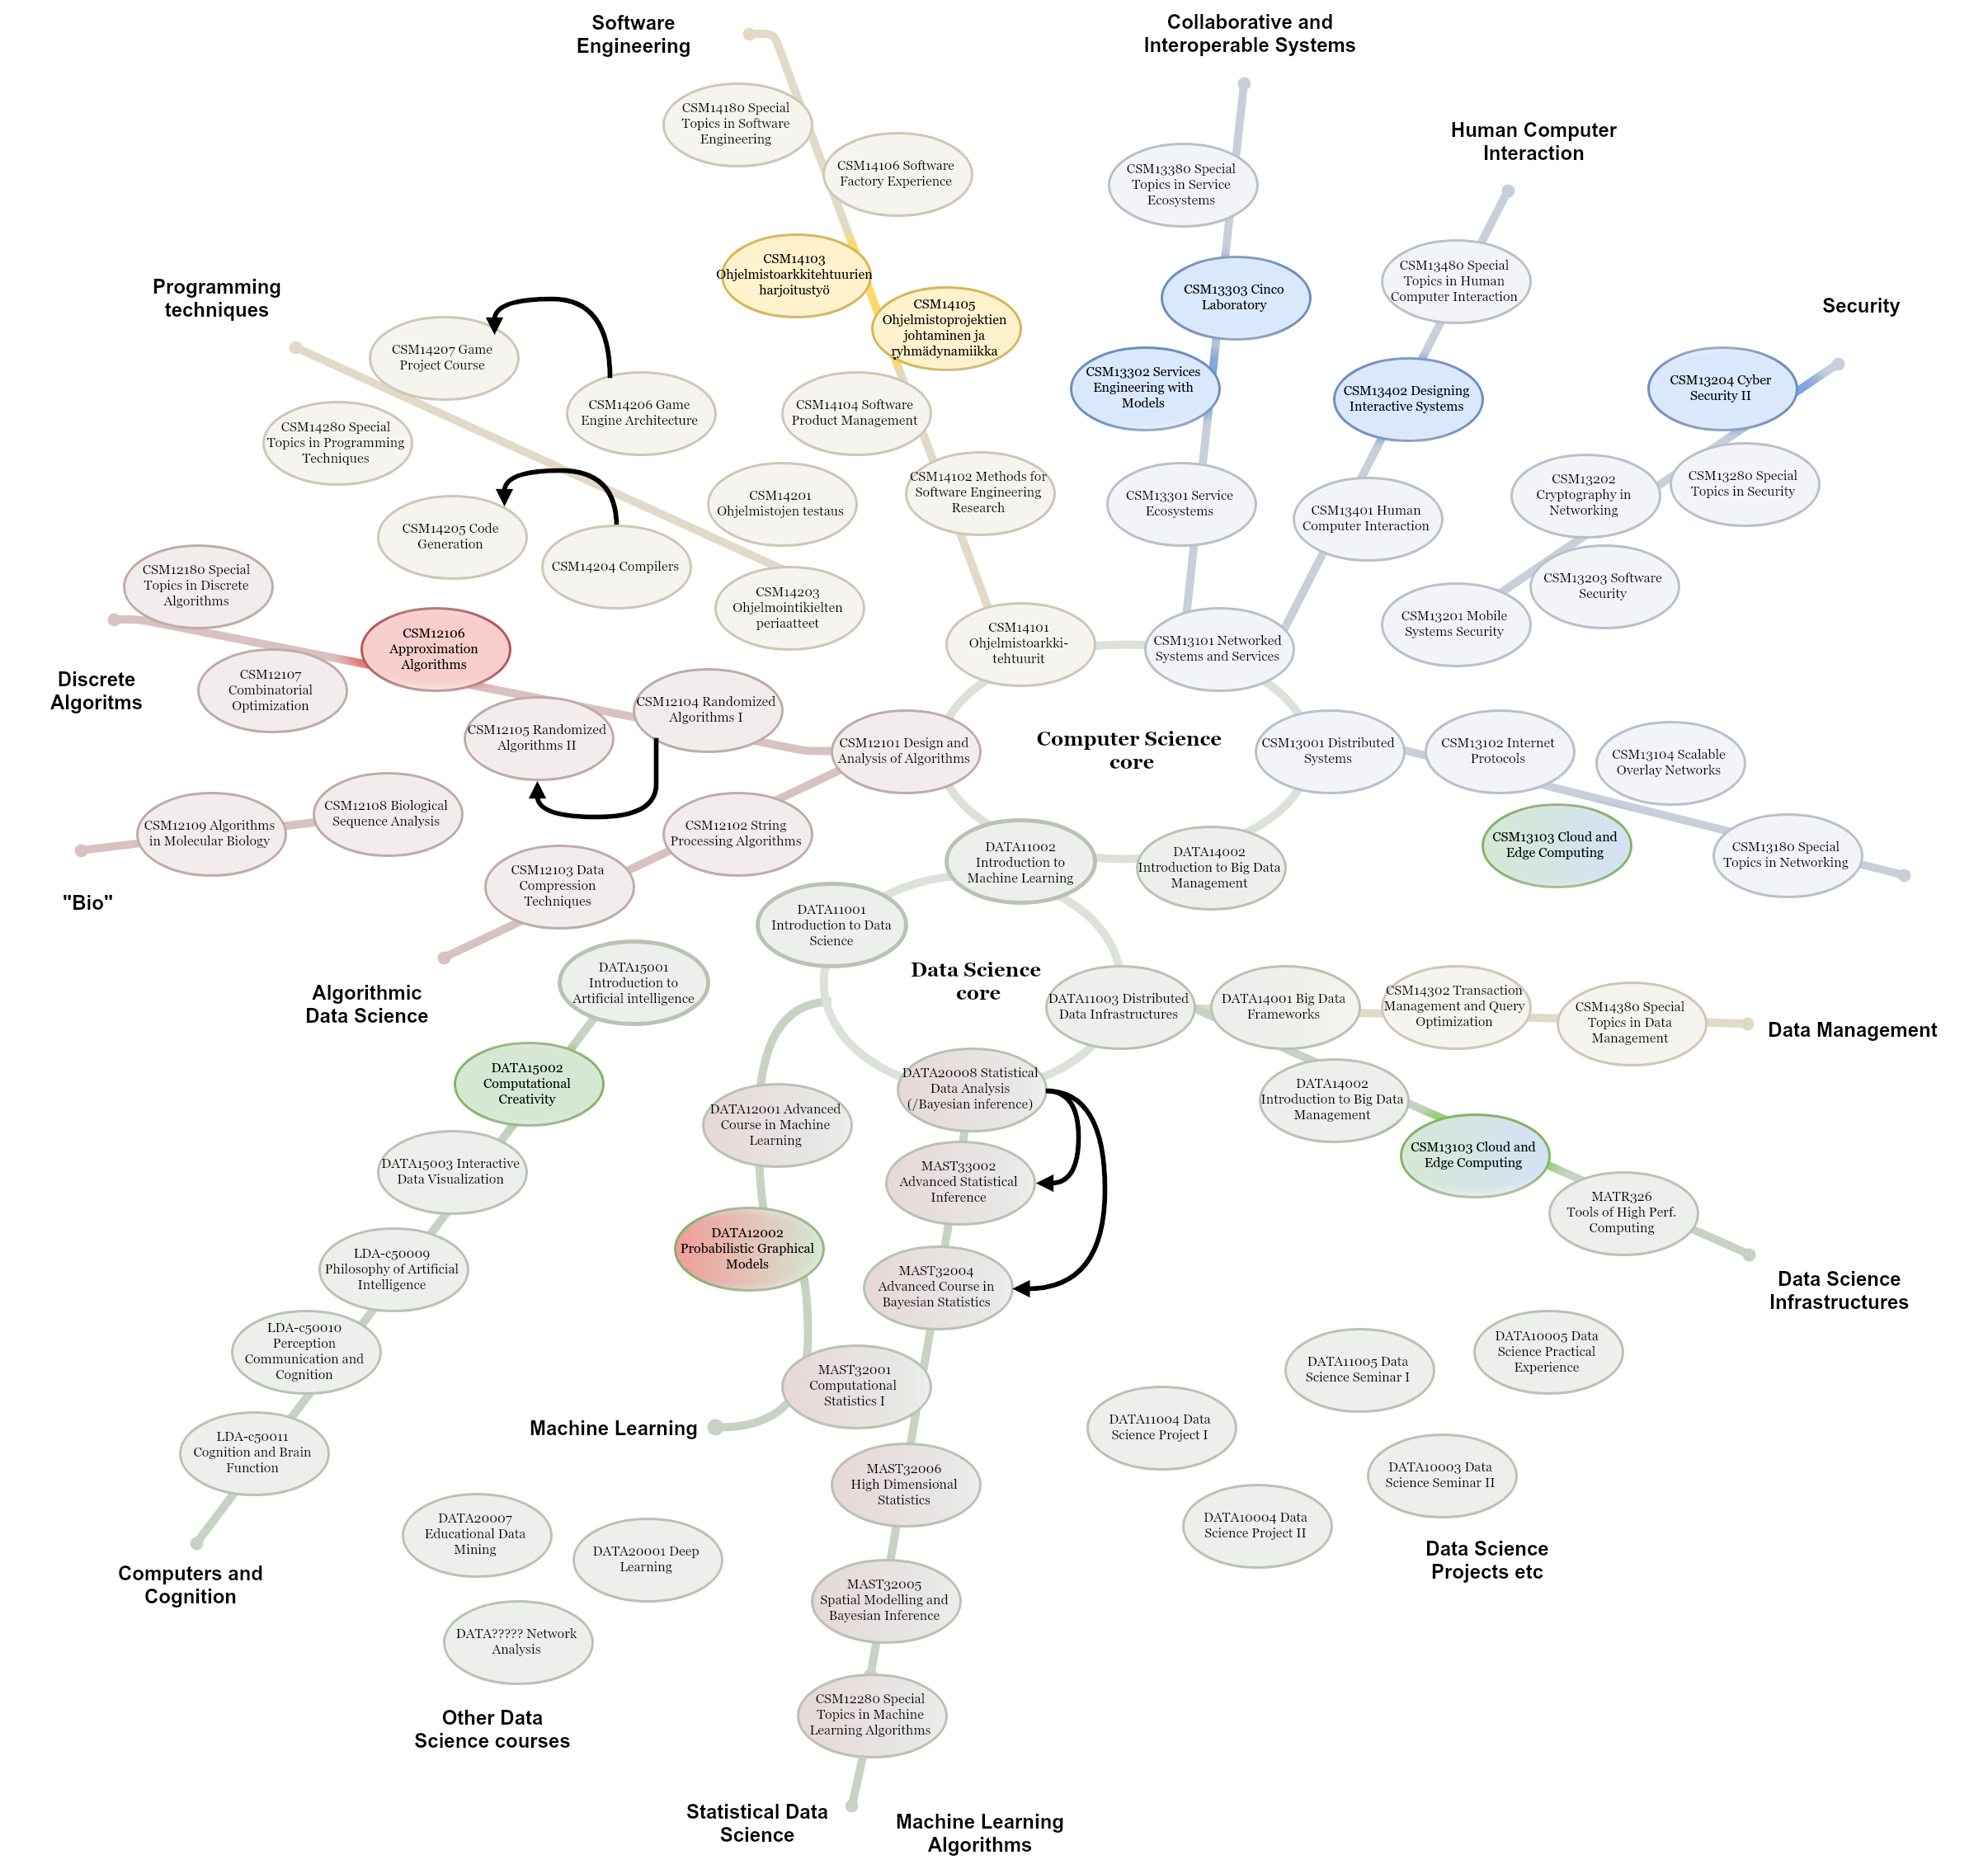 Software
Engineering
Collaborative and
Interoperable Systems
CSM14180 Special
Topics in Software
Engineering
CSM14106 Software
Factory Experience
CSM13380 Special
Topics in Service
Ecosystems
Human Computer
Interaction
CSM14103
Ohjelmistoarkkitehtuurien
harjoitustyö
CSM14105
Ohjelmistoprojektien
johtaminen ja
ryhmädynamiikka
CSM13303 Cinco
Laboratory
CSM13480 Special
Topics in Human
Computer Interaction
Security
Programming
techniques
CSM14207 Game
Project Course
CSM14206 Game
Engine Architecture
CSM14104 Software
Product Management
CSM13302 Services
Engineering with
Models
CSM13402 Designing
Interactive Systems
CSM13204 Cyber
Security II
CSM14280 Special
Topics in Programming
Techniques
CSM14201
Ohjelmistojen testaus
CSM14102 Methods for
Software Engineering
Research
CSM13301 Service
Ecosystems
CSM13401 Human
Computer Interaction
CSM13202
Cryptography in
Networking
CSM13280 Special
Topics in Security
CSM14205 Code
Generation
CSM14204 Compilers
CSM14203
Ohjelmointikielten
periaatteet
CSM13203 Software
Security
CSM13201 Mobile
Systems Security
CSM12180 Special
Topics in Discrete
Algorithms
CSM12106
Approximation
Algorithms
CSM14101
Ohjelmistoarkki-
tehtuurit
CSM13101 Networked
Systems and Services
Discrete
Algoritms
CSM12107
Combinatorial
Optimization
CSM12105 Randomized
Algorithms II
CSM12104 Randomized
Algorithms I
CSM12101 Design and
Analysis of Algorithms
Computer Science
core
CSM13001 Distributed
Systems
CSM13102 Internet
Protocols
CSM13104 Scalable
Overlay Networks
CSM12109 Algorithms
in Molecular Biology
CSM12108 Biological
Sequence Analysis
CSM12102 String
Processing Algorithms
CSM13103 Cloud and
Edge Computing
CSM13180 Special
Topics in Networking
"Bio"
CSM12103 Data
Compression
Techniques
DATA11002
Introduction to
Machine Learning
DATA14002
Introduction to Big Data
Management
DATA11001
Introduction to Data
Science
Algorithmic
Data Science
DATA15001
Introduction to
Artificial intelligence
Data Science
core
DATA11003 Distributed
Data Infrastructures
DATA14001 Big Data
Frameworks
CSM14302 Transaction
Management and Query
Optimization
CSM14380 Special
Topics in Data
Management
Data Management
DATA15002
Computational
Creativity
DATA12001 Advanced
Course in Machine
Learning
DATA20008 Statistical
Data Analysis
(/Bayesian inference)
DATA14002
Introduction to Big Data
Management
CSM13103 Cloud and
Edge Computing
DATA15003 Interactive
Data Visualization
MAST33002
Advanced Statistical
Inference
MATR326
Tools of High Perf.
Computing
LDA-c50009
Philosophy of Artificial
Intelligence
DATA12002
Probabilistic Graphical
Models
MAST32004
Advanced Course in
Bayesian Statistics
Data Science
Infrastructures
LDA-c50010
Perception
Communication and
Cognition
MAST32001
Computational
Statistics I
DATA11005 Data
Science Seminar I
DATA10005 Data
Science Practical
Experience
LDA-c50011
Cognition and Brain
Function
Machine Learning
DATA11004 Data
Science Project I
MAST32006
High Dimensional
Statistics
DATA10003 Data
Science Seminar II
DATA20007
Educational Data
Mining
DATA20001 Deep
Learning
DATA10004 Data
Science Project II
Data Science
Projects etc
Computers and
Cognition
MAST32005
Spatial Modelling and
Bayesian Inference
DATA????? Network
Analysis
Other Data
Science courses
CSM12280 Special
Topics in Machine
Learning Algorithms
Statistical Data
Science
Machine Learning
Algorithms